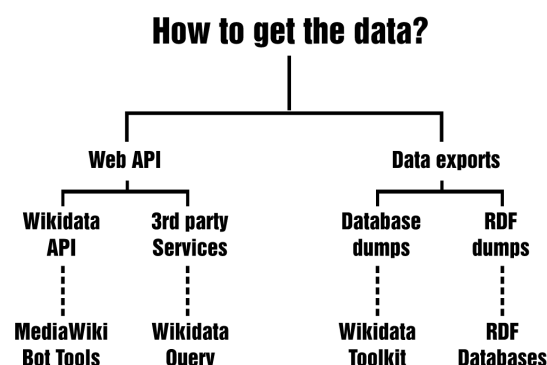 How to get the data?
Web API
Data exports
Wikidata
API
3rd party
Services
Database
dumps
RDF
dumps
MediaWiki
Bot Tools
Wikidata
Query
Wikidata
Toolkit
RDF
Databases